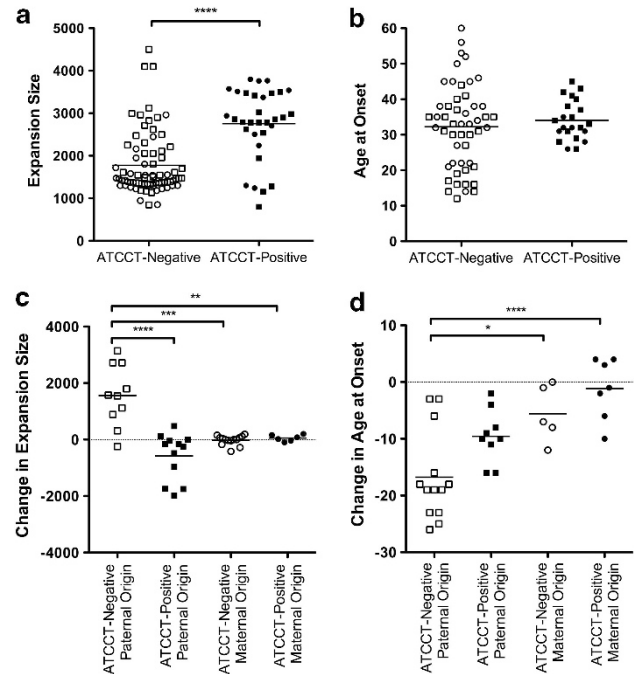 a
****
Expansion Size
5000
4000
3000
2000
1000
0
ATCCT-Negative
ATCCT-Positive
b
Age at Onset
60
50
40
30
20
10
0
ATCCT-Negative
ATCCT-Positive
c
**
***
****
Change in Expansion Size
4000
2000
0
-2000
-4000
ATCCT-Negative
Paternal Origin
ATCCT-Positive
Paternal Origin
ATCCT-Negative
Maternal Origin
ATCCT-Positive
Maternal Origin
d
****
*
Change in Age at Onset
10
0
-10
-20
-30
ATCCT-Negative
Paternal Origin
ATCCT-Positive
Paternal Origin
ATCCT-Negative
Maternal Origin
ATCCT-Positive
Maternal Origin